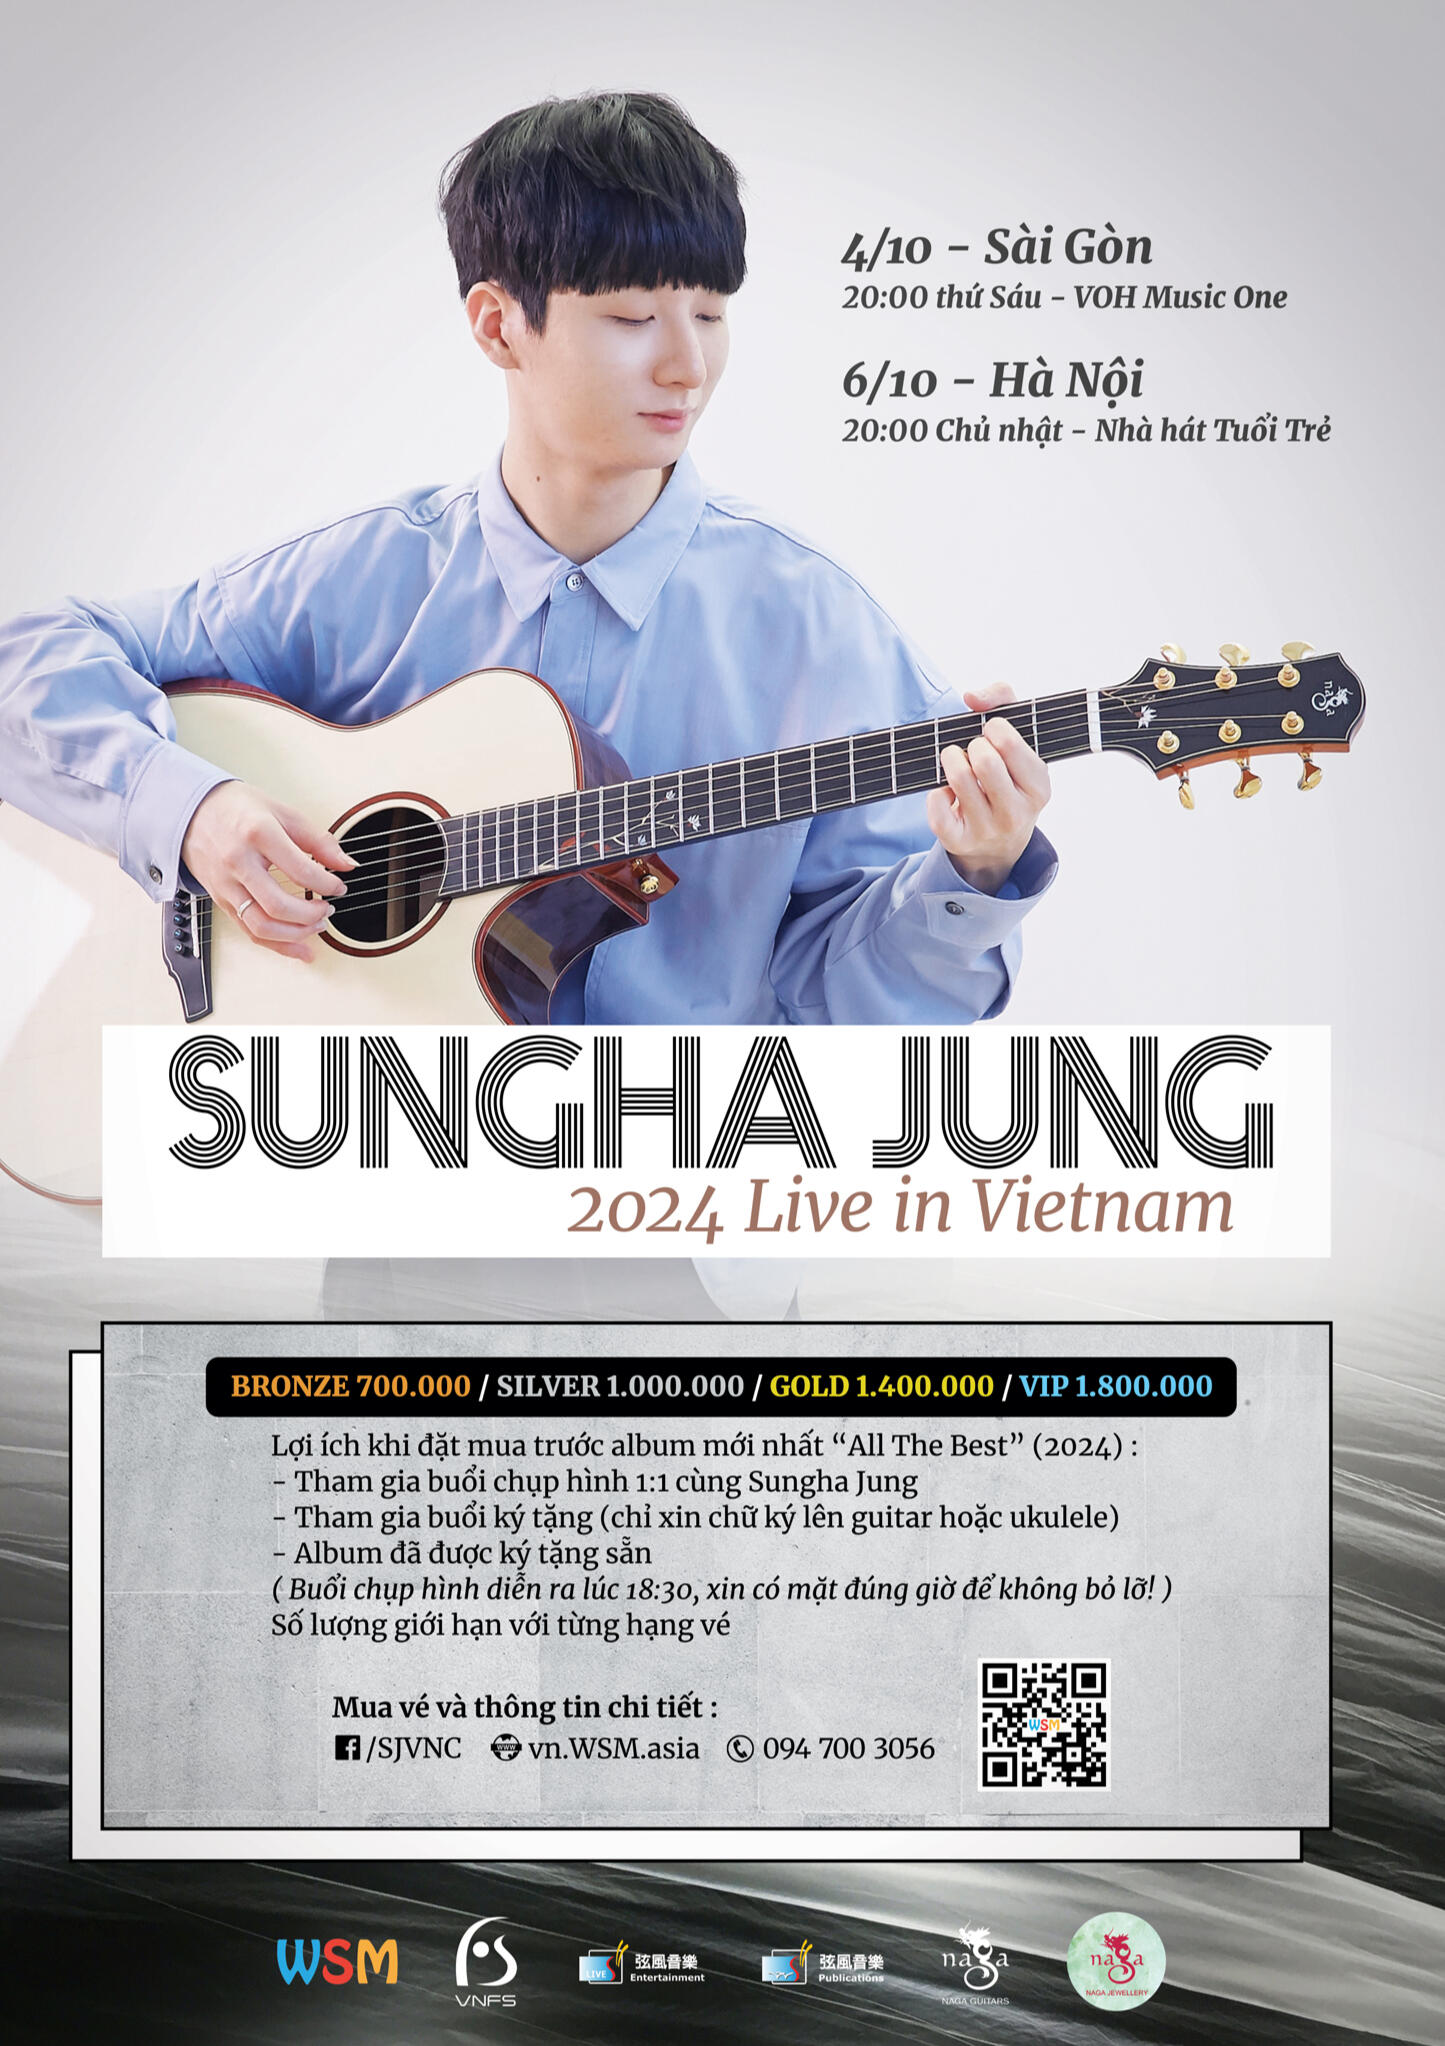 4/10 - Sài Gòn
20:00 thứ Sáu - VOH Music One
6/10 - Hà Nội
20:00 Chủ nhật - Nhà hát Tuổi Trẻ
naga
SUNGHA JUNG
2024 Live in Vietnam
BRONZE 700.000 / SILVER 1.000.000 / GOLD 1.400.000 / VIP 1.800.000
Lợi ích khi đặt mua trước album mới nhất “All The Best” (2024) :
- Tham gia buổi chụp hình 1:1 cùng Sungha Jung
- Tham gia buổi ký tặng (chỉ xin chữ ký lên guitar hoặc ukulele)
- Album đã được ký tặng sẵn
( Buổi chụp hình diễn ra lúc 18:30, xin có mặt đúng giờ để không bỏ lỡ! )
Số lượng giới hạn với từng hạng vé
Mua vé và thông tin chi tiết :
/SJVNC www vn.WSM.asia 094 700 3056
WSM
WSM
VNFS
LIVE 弦風音樂
Entertainment
弦風音樂
Publications
naga
NAGA GUITARS
naga
NAGA JEWELLERY